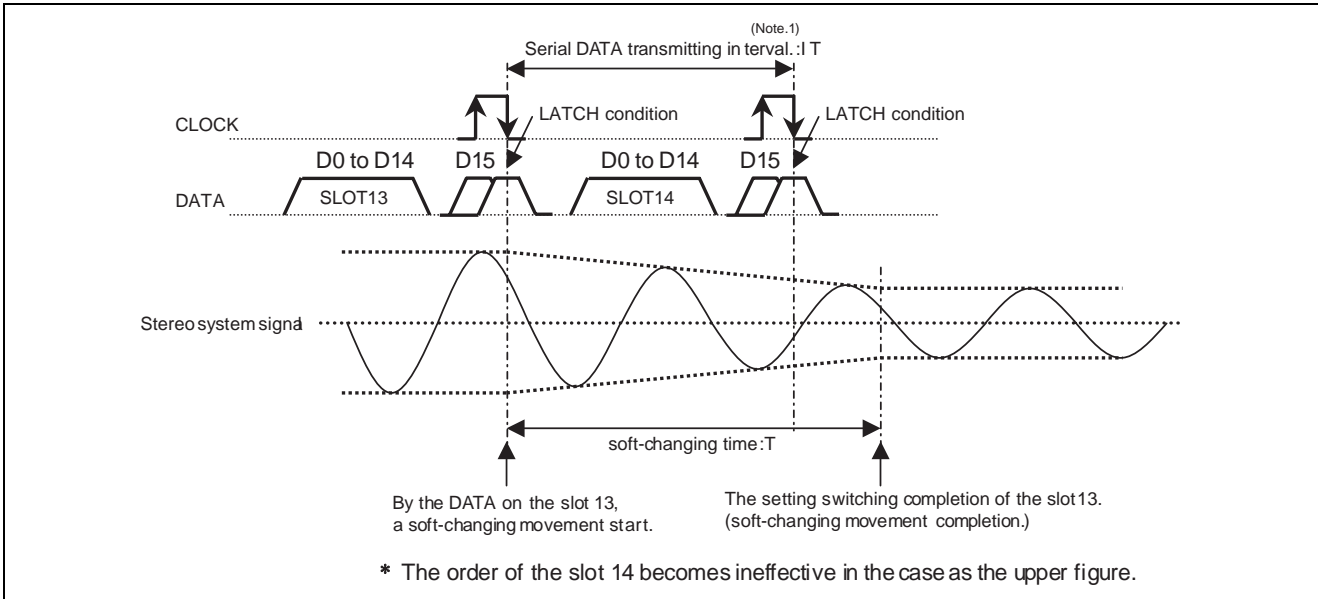 (Note.1)
Serial DATA transmitting in terval. :I T
CLOCK
LATCH condition
LATCH condition
D0 to D14
D15
D0 to D14
D15
DATA
SLOT13
SLOT14
Stereo system signal
soft-changing time:T
By the DATA on the slot 13,
a soft-changing movement start.
The setting switching completion of the slot13.
(soft-changing movement completion.)
* The order of the slot 14 becomes ineffective in the case as the upper figure.